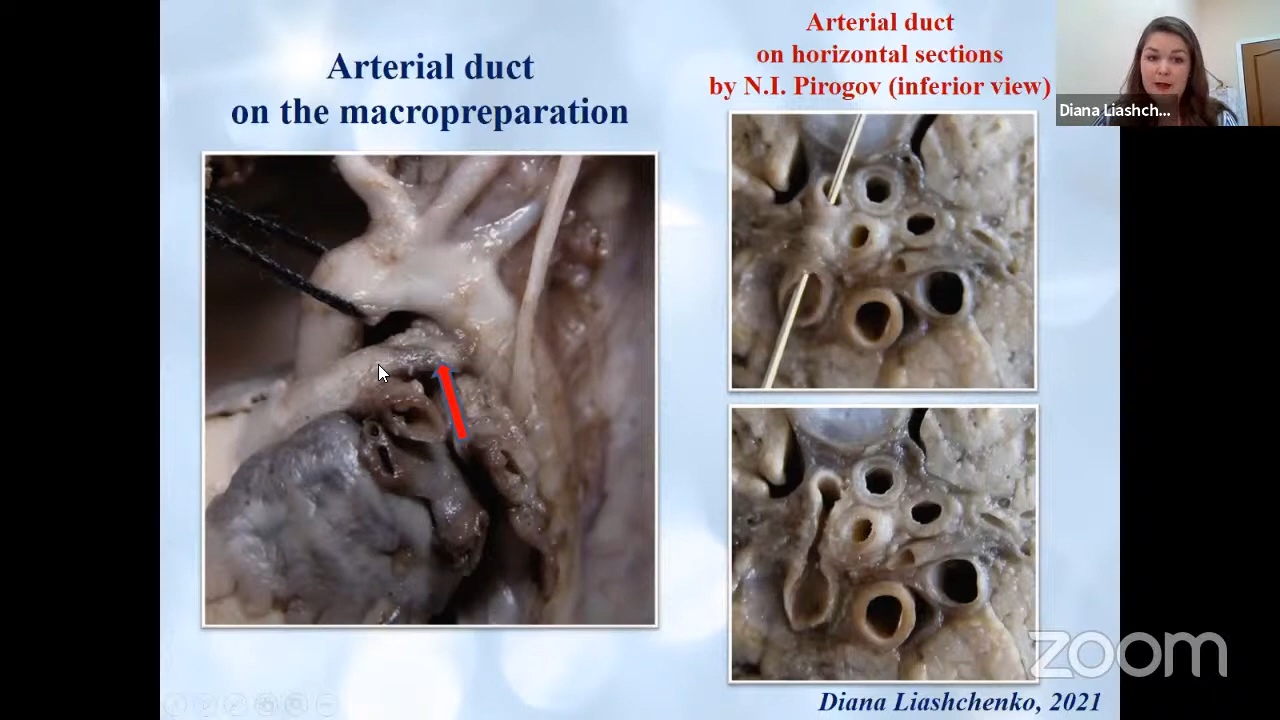 Arterial duct
on the macropreparation
Arterial duct
on horizontal sections
by N.I. Pirogov (inferior view)
Diana Liashch...
zoom
Diana Liashchenko, 2021